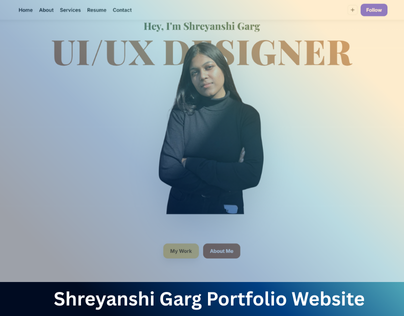 Home About Services Resume Contact
Follow
Hey, I'm Shreyanshi Garg
UI/UX DESIGNER
My Work About Me
Shreyanshi Garg Portfolio Website